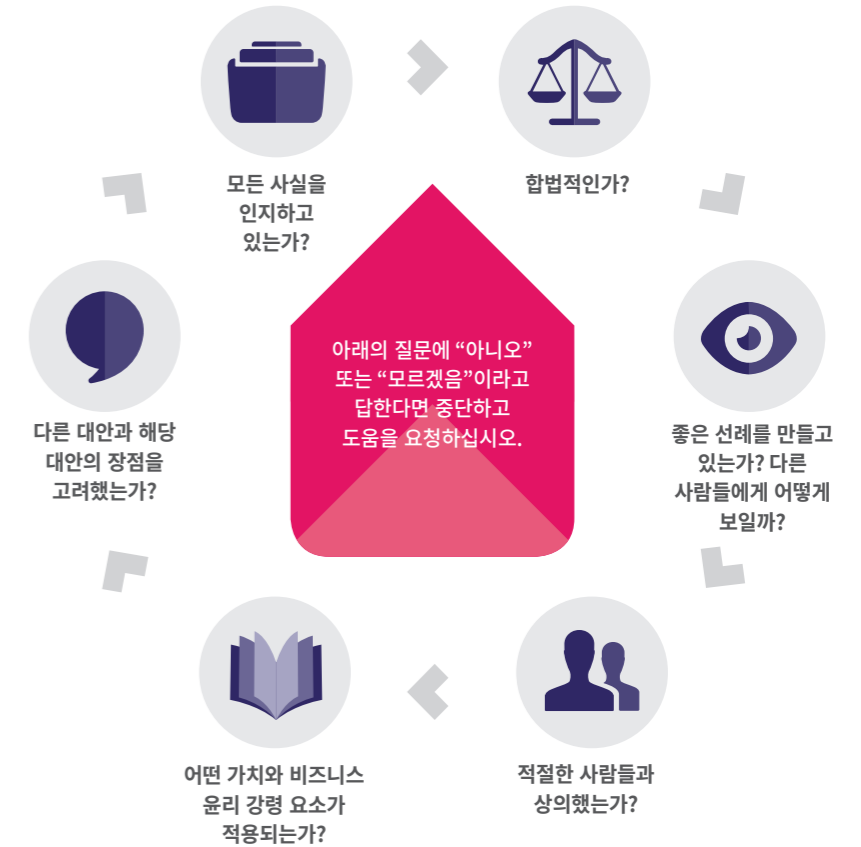 모든 사실을
인지하고
있는가?
합법적인가?
좋은 선례를 만들고
있는가? 다른
사람들에게 어떻게
보일까?
적절한 사람들과
상의했는가?
어떤 가치와 비즈니스
윤리 강령 요소가
적용되는가?
다른 대안과 해당
대안의 장점을
고려했는가?
아래의 질문에 “아니오”
또는 “모르겠음”이라고
답한다면 중단하고
도움을 요청하십시오.